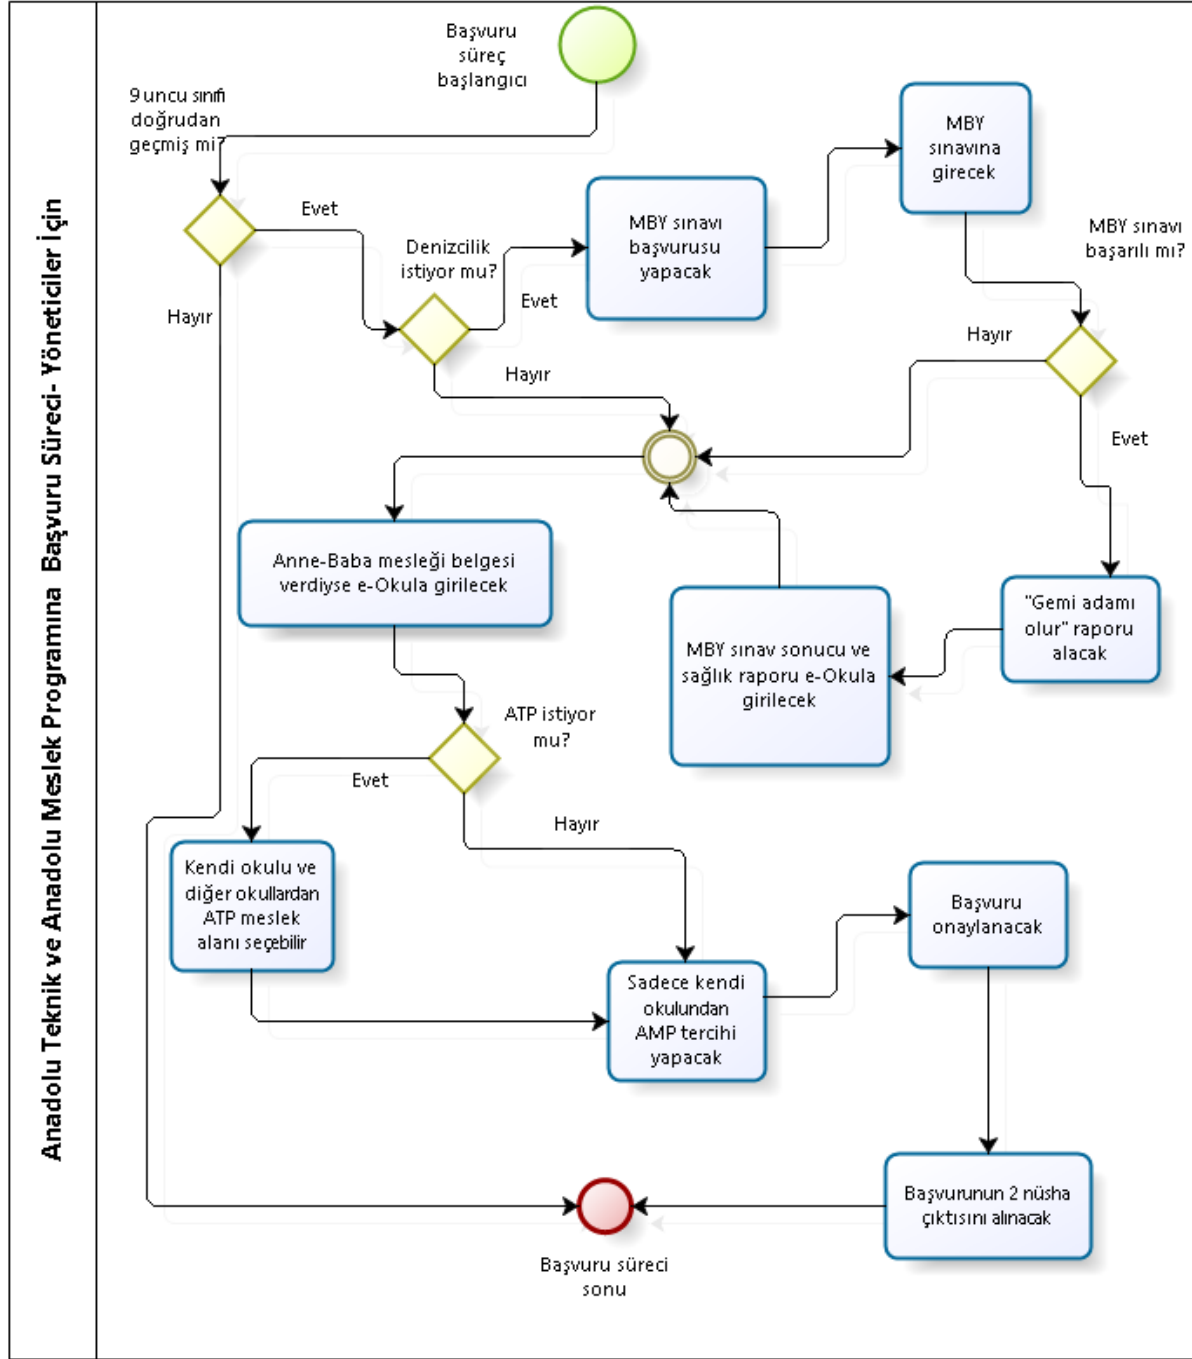 Anadolu Teknik ve Anadolu Meslek Programına Başvuru Süreci- Yöneticiler İçin
Başvuru
süreç
başlangıcı
9 uncu sınıfı
doğrudan
geçmiş mi?
Evet
Hayır
Denizcilik
istiyor mu?
Evet
Hayır
MBY sınavı
başvurusu
yapacak
MBY
sınavına
girecek
MBY sınavı
başarılı mı?
Hayır
Evet
"Gemi adamı
olur" raporu
alacak
MBY sınav sonucu ve
sağlık raporu e-Okula
girilecek
Anne-Baba mesleği belgesi
verdiyse e-Okula girilecek
ATP istiyor
mu?
Evet
Hayır
Kendi okulu ve
diğer okullardan
ATP meslek
alanı seçebilir
Sadece kendi
okulundan
AMP tercihi
yapacak
Başvuru
onaylanacak
Başvurunun 2 nüsha
çıktısını alınacak
Başvuru süreci
sonu